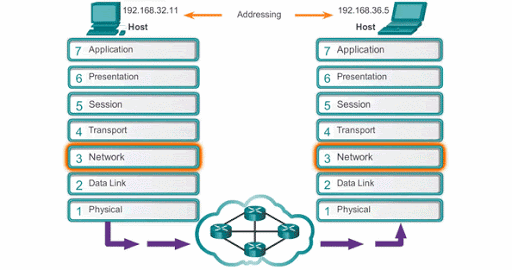 192.168.32.11
Addressing
192.168.36.5
Host
Host
7 Application
6 Presentation
5 Session
4 Transport
3 Network
2 Data Link
1 Physical
7 Application
6 Presentation
5 Session
4 Transport
3 Network
2 Data Link
1 Physical